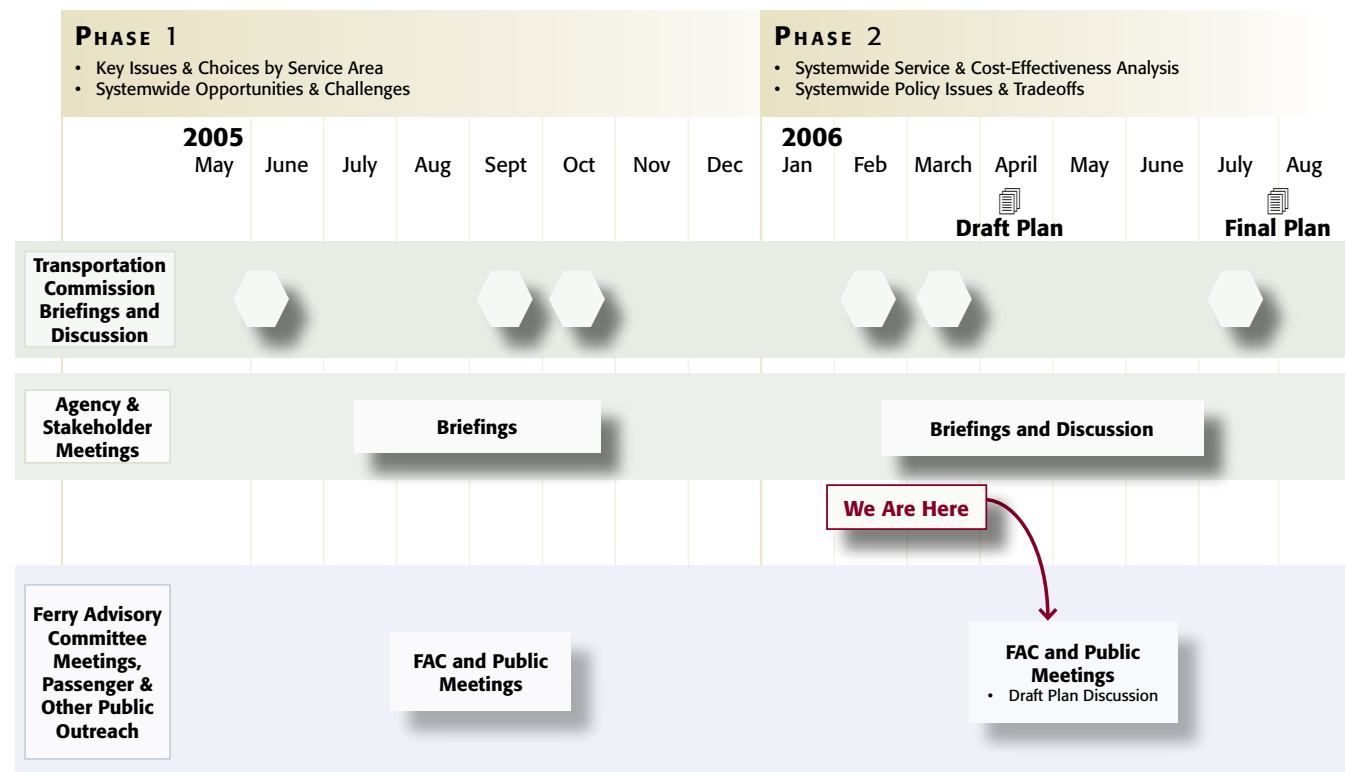 PHASE 1
• Key Issues & Choices by Service Area
• Systemwide Opportunities & Challenges
PHASE 2
• Systemwide Service & Cost-Effectiveness Analysis
• Systemwide Policy Issues & Tradeoffs
2005
2006
May June July Aug Sept Oct Nov Dec Jan Feb March April May June July Aug
Draft Plan
Final Plan
Transportation
Commission
Briefings and
Discussion
Agency &
Stakeholder
Meetings
Briefings
Briefings and Discussion
We Are Here
Ferry Advisory
Committee
Meetings,
Passenger &
Other Public
Outreach
FAC and Public
Meetings
FAC and Public
Meetings
• Draft Plan Discussion